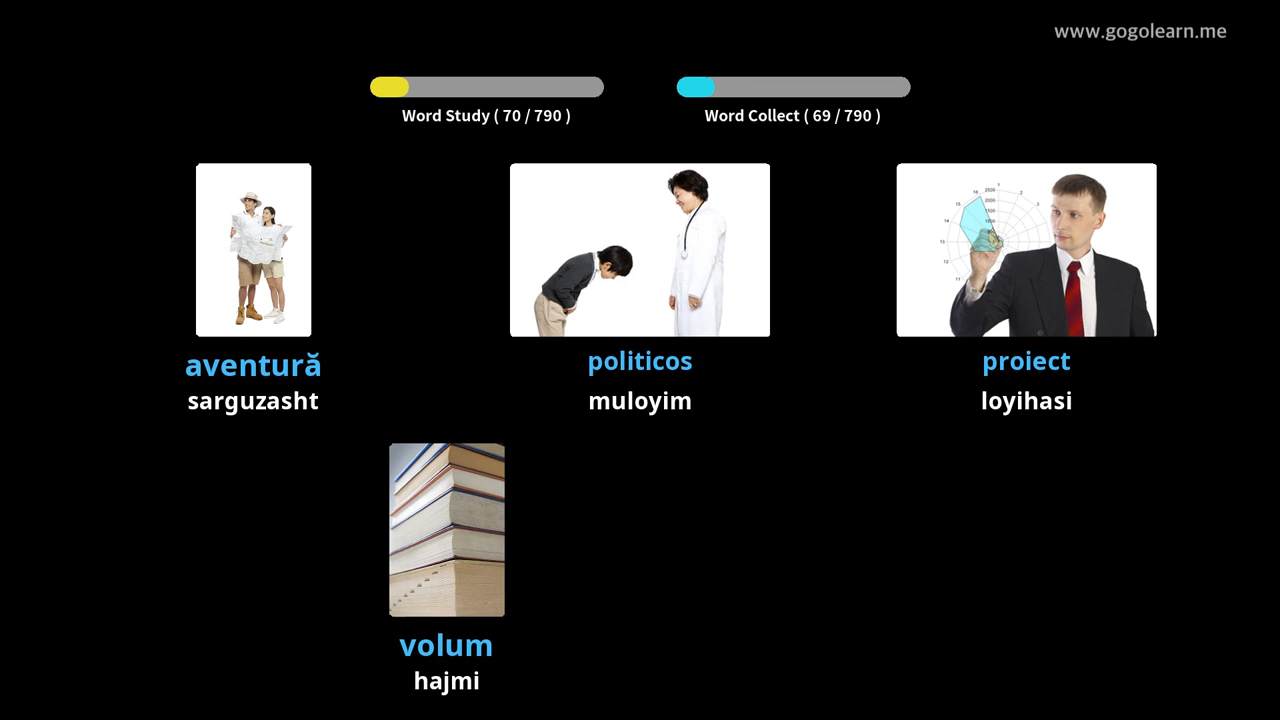 www.gogolearn.me
Word Study ( 70 / 790 )
Word Collect ( 69 / 790 )
aventură
politicos
proiect
sarguzasht
muloyim
loyihasi
volum
hajmi